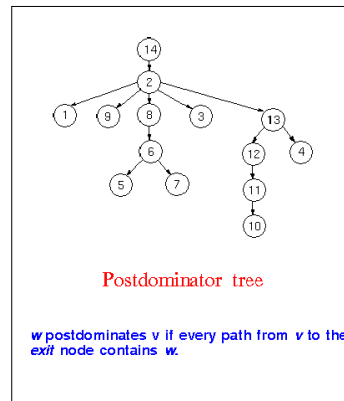 14
2
1 9 8 3 13
6 12 4
5 7 11
10
Postdominator tree
w postdominates v if every path from v to the
exit node contains w.